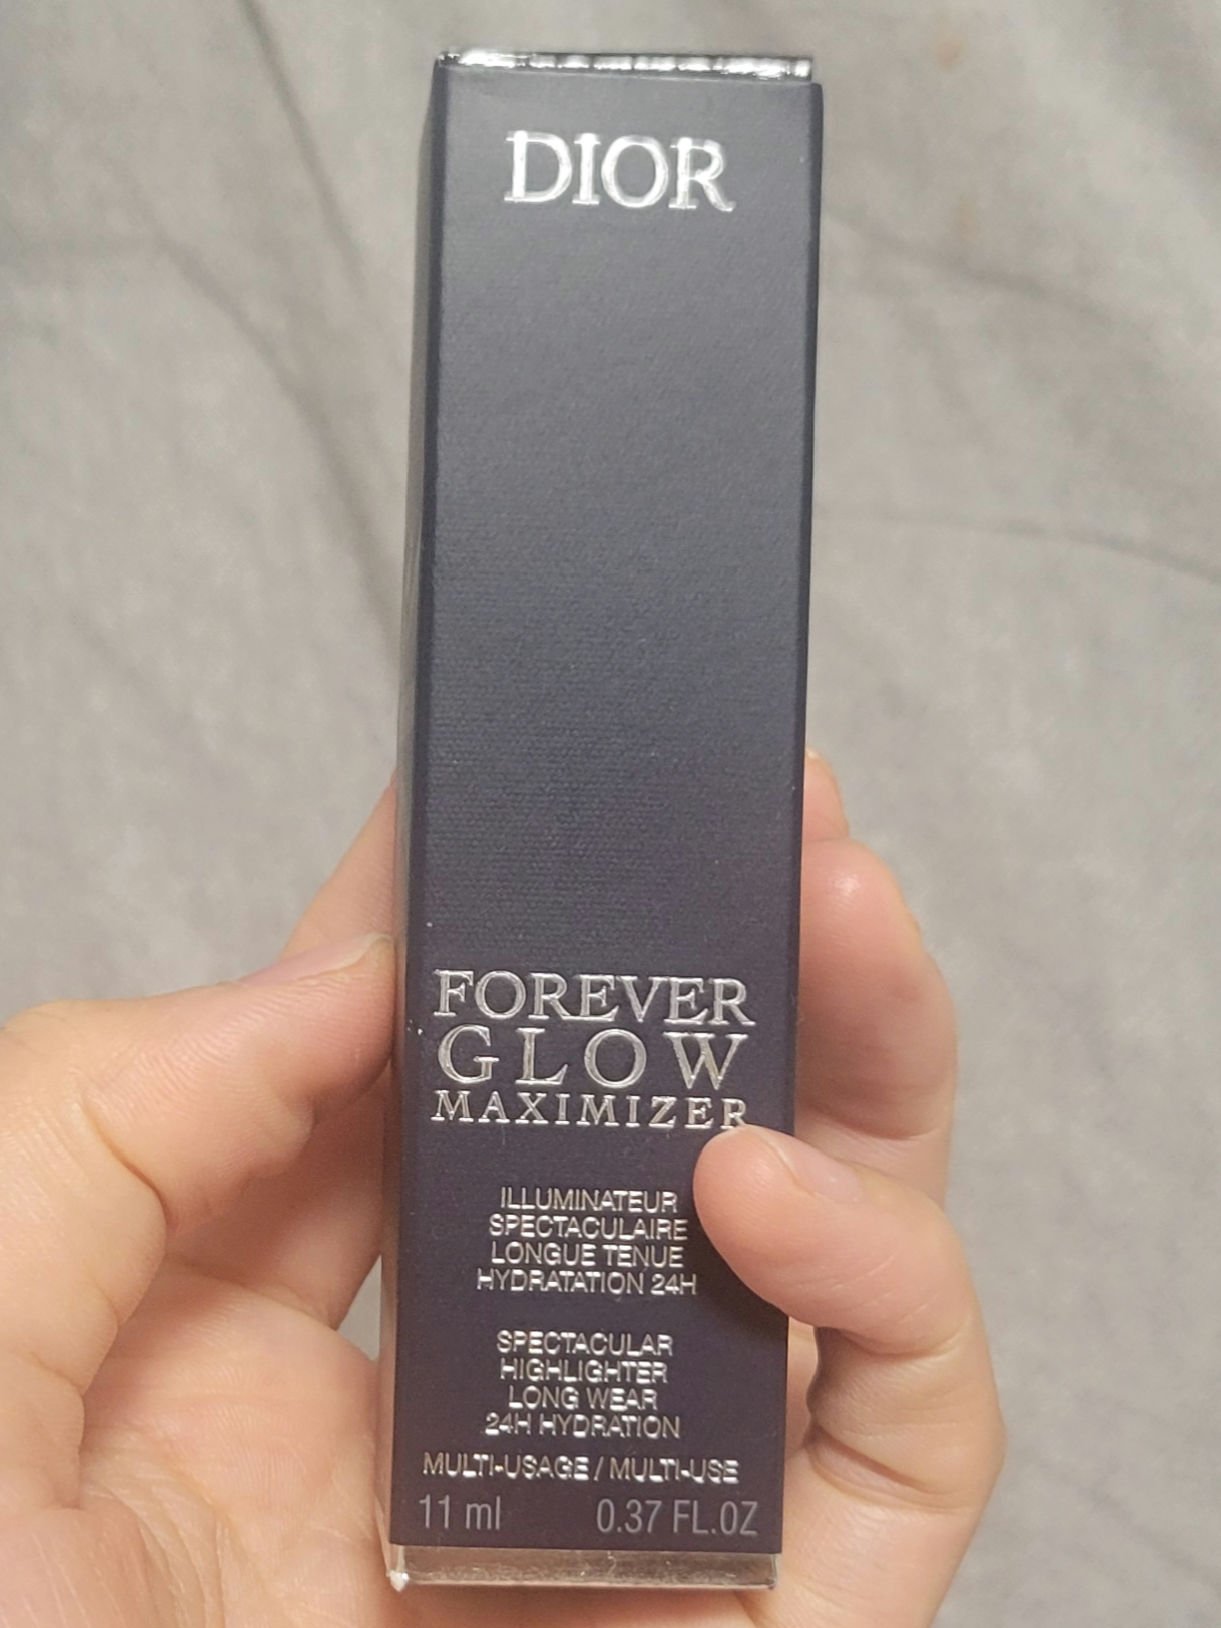 DIOR
FOREVER
GLOW
MAXIMIZER
ILLUMINATEUR
SPECTACULAIRE
LONGUE TENUE
HYDRATATION 24H
SPECTACULAR
HIGHLIGHTER
LONG WEAR
24H HYDRATION
MULTI-USAGE / MULTI-USE
11 ml 0.37 FL.OZ